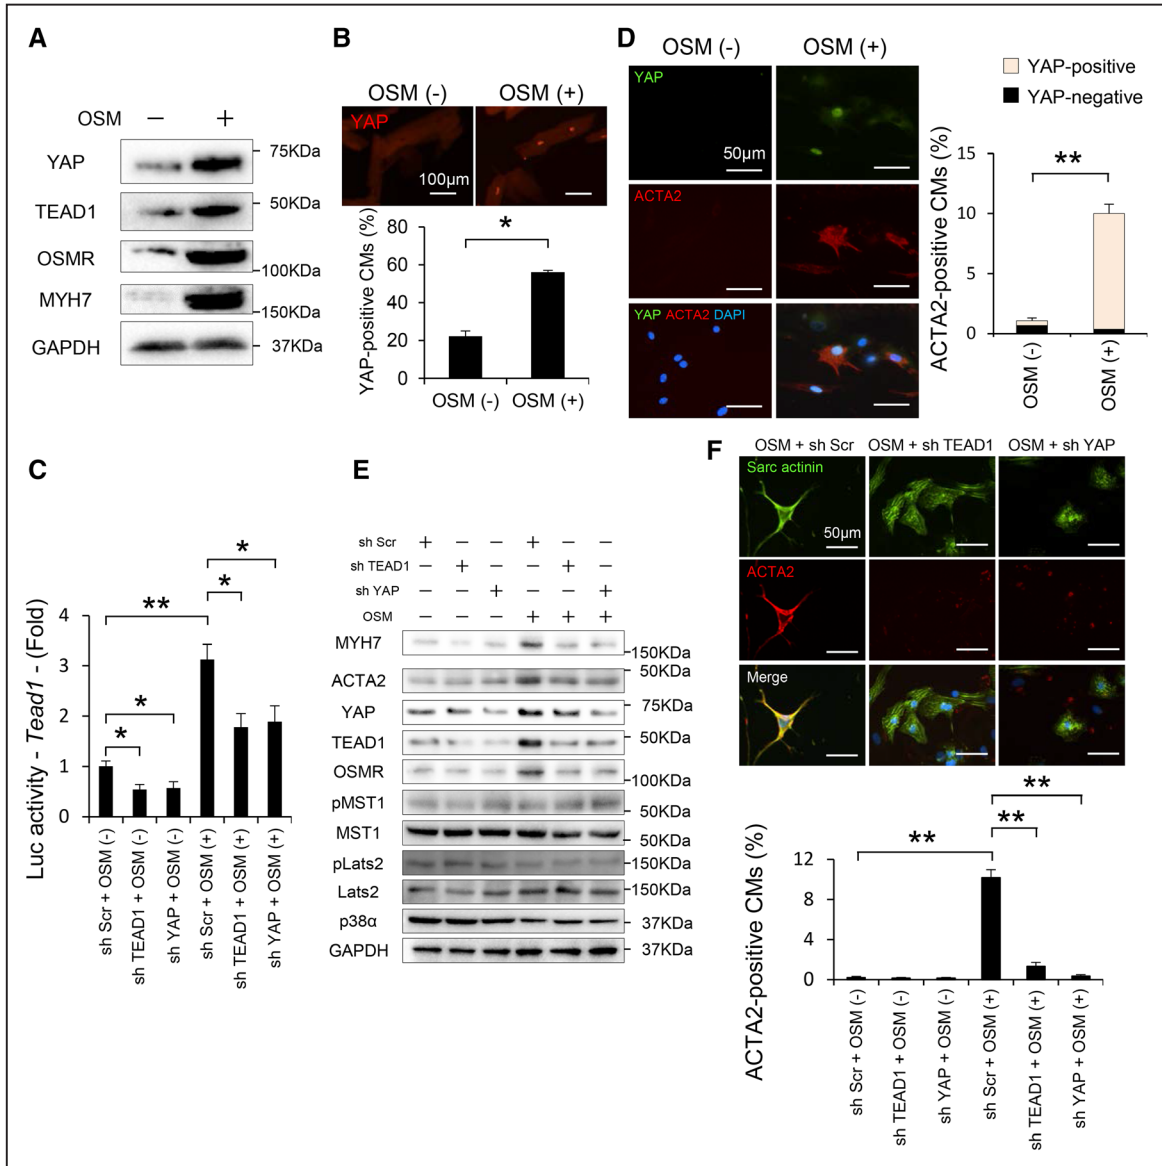 A
OSM − +
YAP 75KDa
TEAD1 50KDa
OSMR 100KDa
MYH7 150KDa
GAPDH 37KDa
B
OSM (-) OSM (+)
YAP
100μm
YAP-positive CMs (%)
80
60
40
20
0
*
OSM (-) OSM (+)
D
OSM (-) OSM (+)
YAP
50μm
ACTA2
YAP ACTA2 DAPI
YAP-positive
YAP-negative
ACTA2-positive CMs (%)
15
10
5
0
**
OSM (-)
OSM (+)
C
Luc activity - Tead1 - (Fold)
4
3
2
1
0
*
*
**
*
*
sh Scr + OSM (-)
sh TEAD1 + OSM (-)
sh YAP + OSM (-)
sh Scr + OSM (+)
sh TEAD1 + OSM (+)
sh YAP + OSM (+)
E
sh Scr + − − + − −
sh TEAD1 − + − − + −
sh YAP − − + − − +
OSM − − − + + +
MYH7 150KDa
ACTA2 50KDa
YAP 75KDa
TEAD1 50KDa
OSMR 100KDa
pMST1 50KDa
MST1 50KDa
pLats2 150KDa
Lats2 150KDa
p38α 37KDa
GAPDH 37KDa
F
OSM + sh Scr OSM + sh TEAD1 OSM + sh YAP
Sarc actinin
50μm
ACTA2
Merge
ACTA2-positive CMs (%)
12
8
4
0
**
**
**
sh Scr + OSM (-)
sh TEAD1 + OSM (-)
sh YAP + OSM (-)
sh Scr + OSM (+)
sh TEAD1 + OSM (+)
sh YAP + OSM (+)